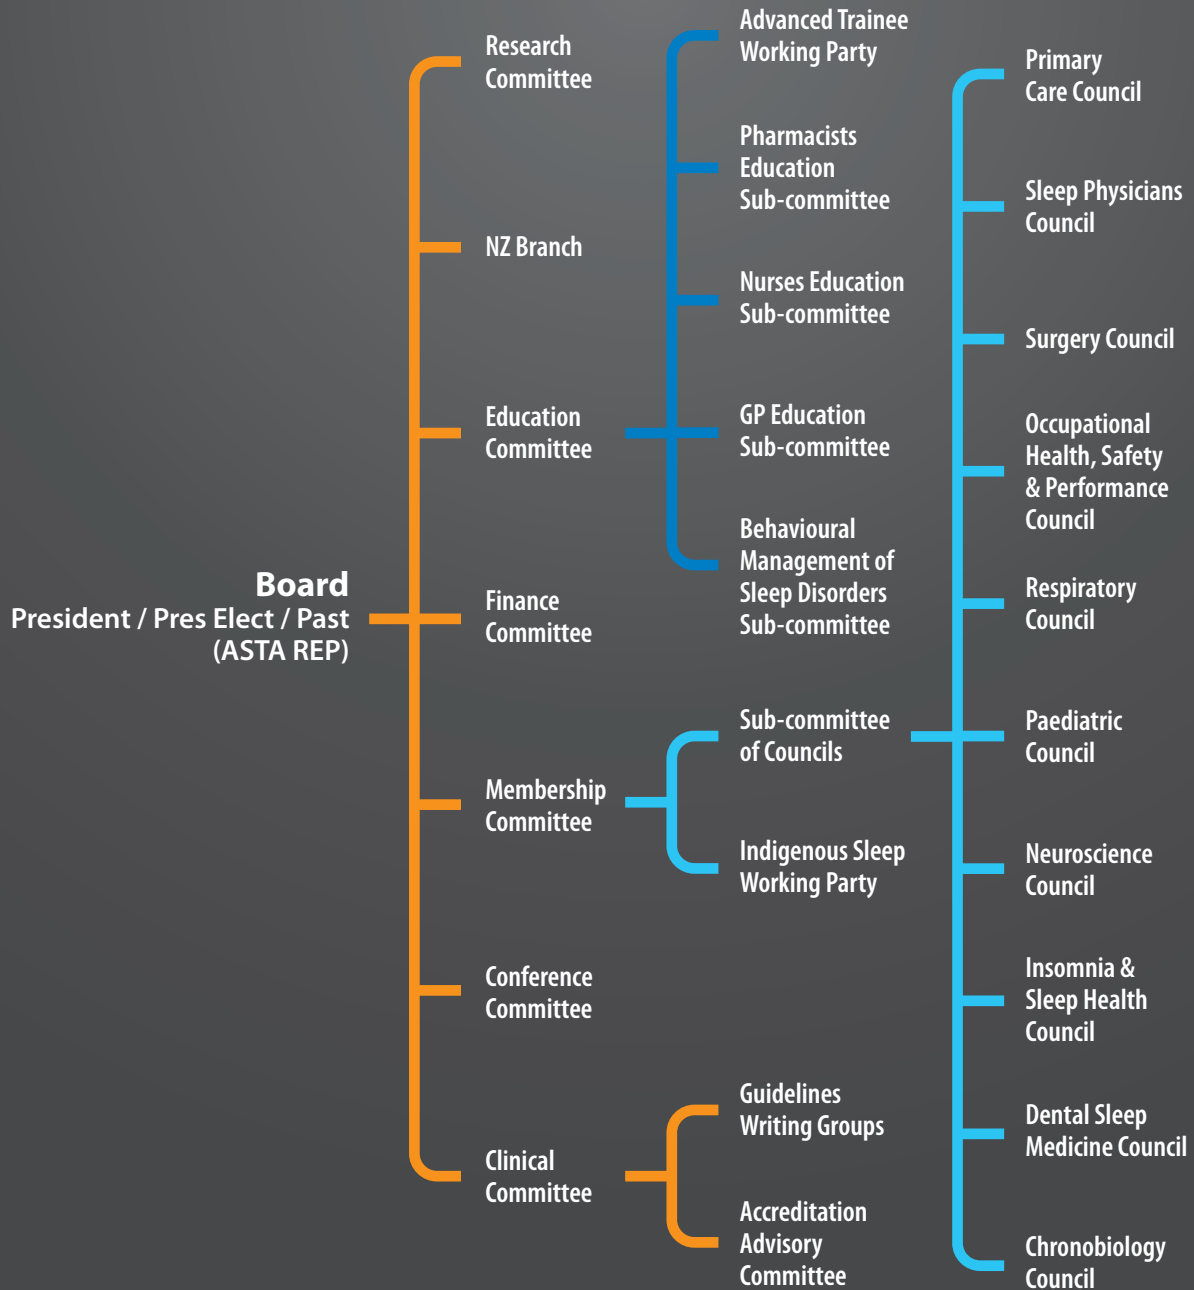 Board
President / Pres Elect / Past
(ASTA REP)
Research
Committee
NZ Branch
Education
Committee
Finance
Committee
Membership
Committee
Conference
Committee
Clinical
Committee
Advanced Trainee
Working Party
Pharmacists
Education
Sub-committee
Nurses Education
Sub-committee
GP Education
Sub-committee
Behavioural
Management of
Sleep Disorders
Sub-committee
Sub-committee
of Councils
Indigenous Sleep
Working Party
Guidelines
Writing Groups
Accreditation
Advisory
Committee
Primary
Care Council
Sleep Physicians
Council
Surgery Council
Occupational
Health, Safety
& Performance
Council
Respiratory
Council
Paediatric
Council
Neuroscience
Council
Insomnia &
Sleep Health
Council
Dental Sleep
Medicine Council
Chronobiology
Council